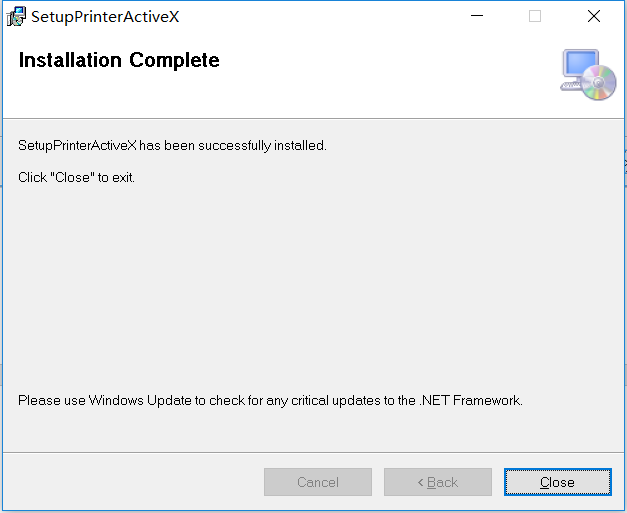 SetupPrinterActiveX
Installation Complete
SetupPrinterActiveX has been successfully installed.
Click "Close" to exit.
Please use Windows Update to check for any critical updates to the .NET Framework.
Cancel
< Back
Close